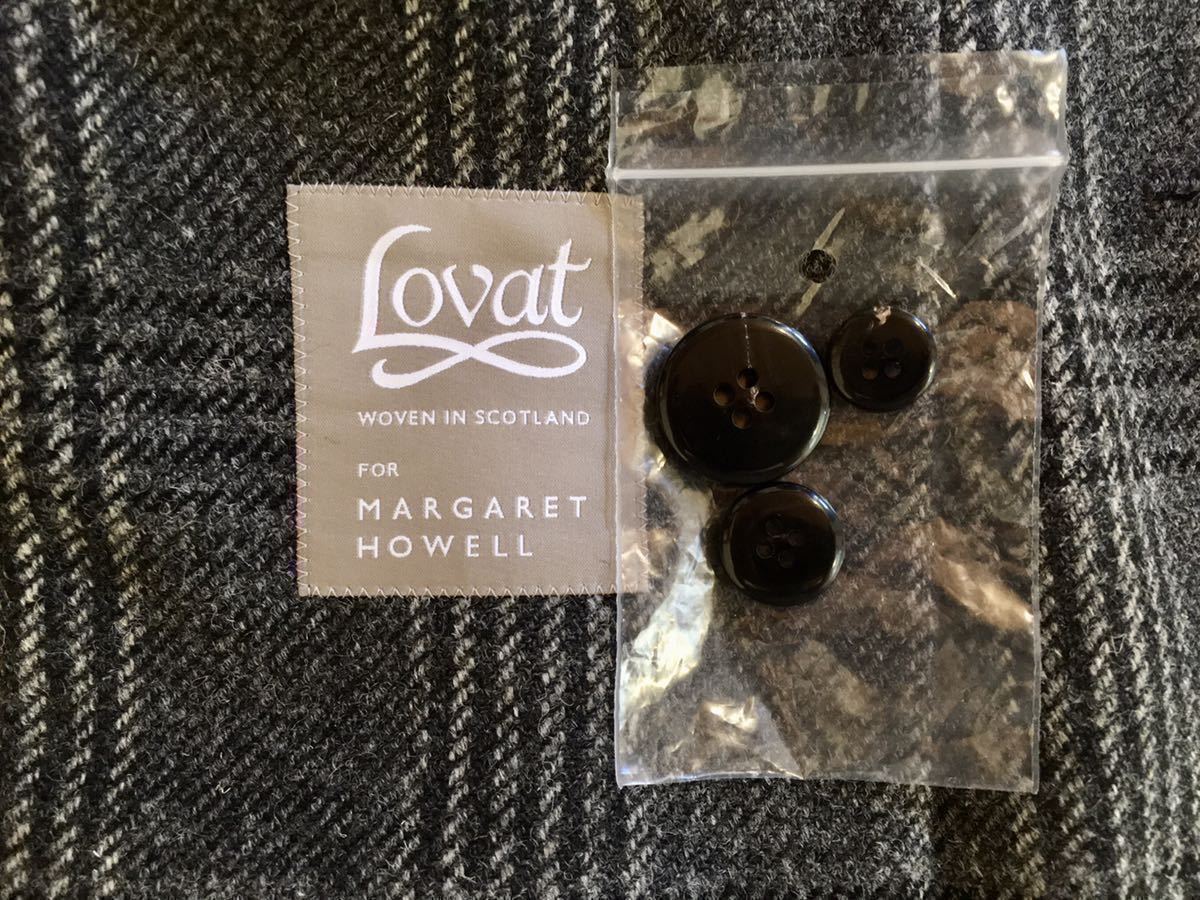 Lovat
WOVEN IN SCOTLAND
FOR
MARGARET
HOWELL